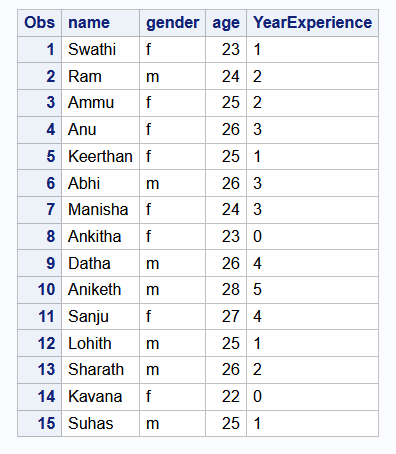 Obs name gender age YearExperience
1 Swathi f 23 1
2 Ram m 24 2
3 Ammu f 25 2
4 Anu f 26 3
5 Keerthan f 25 1
6 Abhi m 26 3
7 Manisha f 24 3
8 Ankitha f 23 0
9 Datha m 26 4
10 Aniketh m 28 5
11 Sanju f 27 4
12 Lohith m 25 1
13 Sharath m 26 2
14 Kavana f 22 0
15 Suhas m 25 1